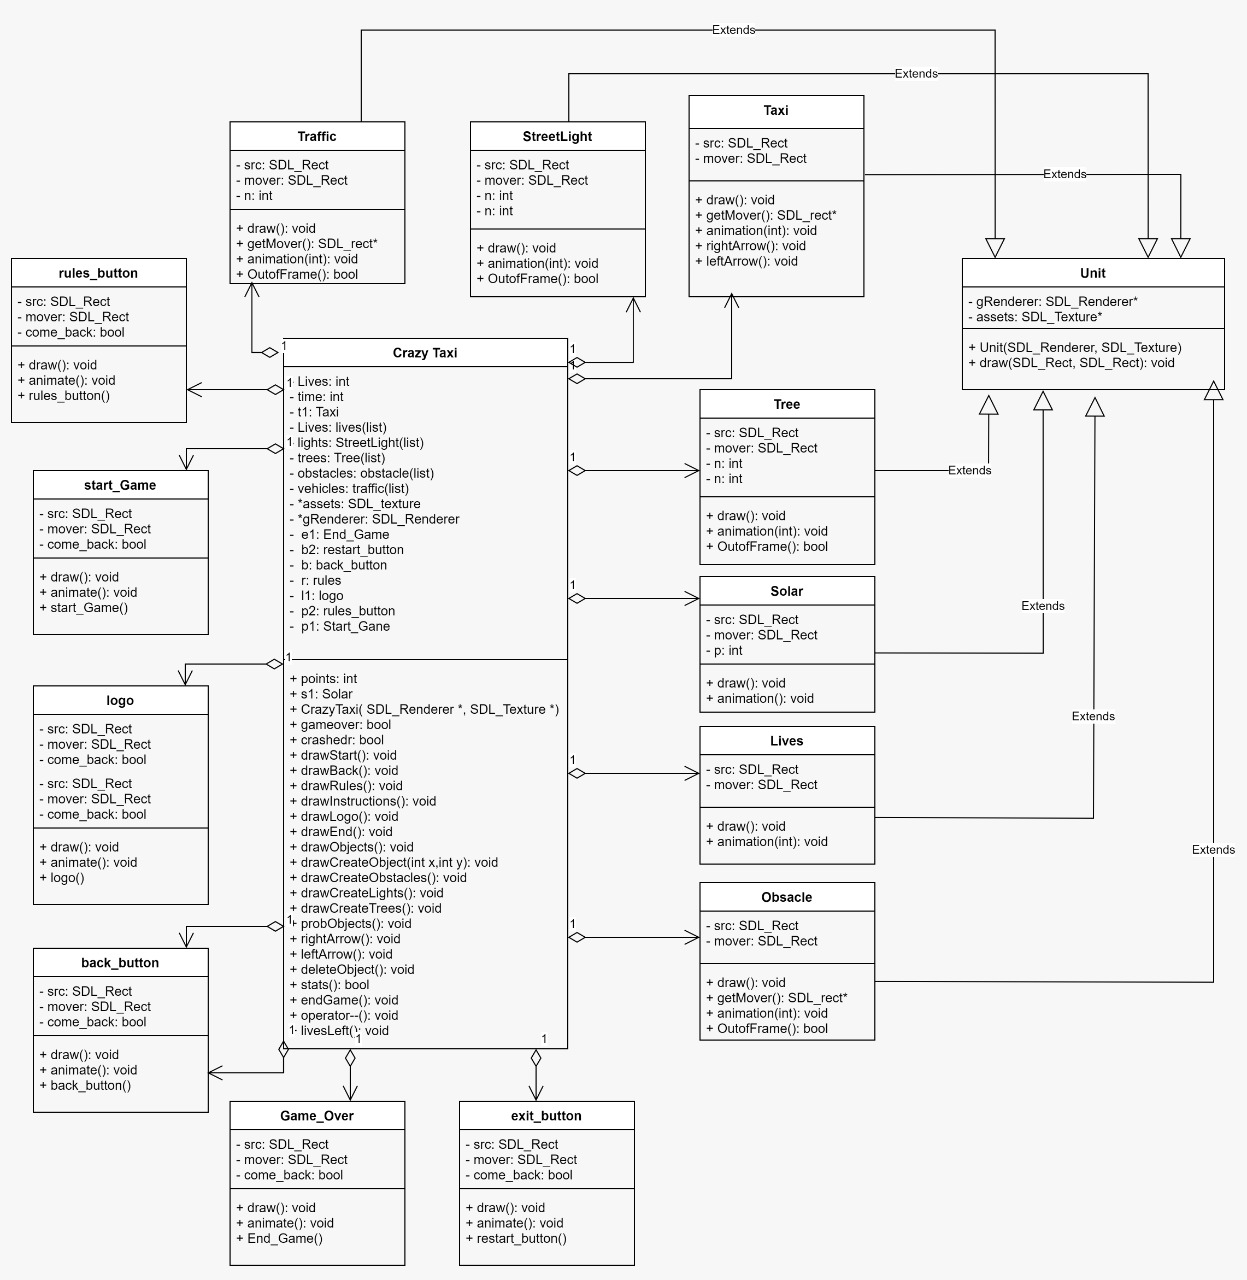 Extends
Extends
Traffic
- src: SDL_Rect
- mover: SDL_Rect
- n: int
+ draw(): void
+ getMover(): SDL_rect*
+ animation(int): void
+ OutofFrame(): bool
StreetLight
- src: SDL_Rect
- mover: SDL_Rect
- n: int
- n: int
+ draw(): void
+ animation(int): void
+ OutofFrame(): bool
Taxi
- src: SDL_Rect
- mover: SDL_Rect
+ draw(): void
+ getMover(): SDL_rect*
+ animation(int): void
+ rightArrow(): void
+ leftArrow(): void
Extends
Unit
- gRenderer: SDL_Renderer*
- assets: SDL_Texture*
+ Unit(SDL_Renderer, SDL_Texture)
+ draw(SDL_Rect, SDL_Rect): void
rules_button
- src: SDL_Rect
- mover: SDL_Rect
- come_back: bool
+ draw(): void
+ animate(): void
+ rules_button()
start_Game
- src: SDL_Rect
- mover: SDL_Rect
- come_back: bool
+ draw(): void
+ animate(): void
+ start_Game()
logo
- src: SDL_Rect
- mover: SDL_Rect
- come_back: bool
- src: SDL_Rect
- mover: SDL_Rect
- come_back: bool
+ draw(): void
+ animate(): void
+ logo()
back_button
- src: SDL_Rect
- mover: SDL_Rect
- come_back: bool
+ draw(): void
+ animate(): void
+ back_button()
1
1
1
1
1
1
Crazy Taxi
- Lives: int
- time: int
- t1: Taxi
- Lives: lives(list)
- lights: StreetLight(list)
- trees: Tree(list)
- obstacles: obstacle(list)
- vehicles: traffic(list)
- *assets: SDL_texture
- *gRenderer: SDL_Renderer
- e1: End_Game
- b2: restart_button
- b: back_button
- r: rules
- l1: logo
- p2: rules_button
- p1: Start_Gane
+ points: int
+ s1: Solar
+ CrazyTaxi( SDL_Renderer *, SDL_Texture *)
+ gameover: bool
+ crashedr: bool
+ drawStart(): void
+ drawBack(): void
+ drawRules(): void
+ drawInstructions(): void
+ drawLogo(): void
+ drawEnd(): void
+ drawObjects(): void
+ drawCreateObject(int x,int y): void
+ drawCreateObstacles(): void
+ drawCreateLights(): void
+ drawCreateTrees(): void
+ probObjects(): void
+ rightArrow(): void
+ leftArrow(): void
+ deleteObject(): void
+ stats(): bool
+ endGame(): void
+ operator--(): void
+ livesLeft(): void
1
1
1
1
1
1
1
1
Tree
- src: SDL_Rect
- mover: SDL_Rect
- n: int
- n: int
+ draw(): void
+ animation(int): void
+ OutofFrame(): bool
Extends
Solar
- src: SDL_Rect
- mover: SDL_Rect
- p: int
+ draw(): void
+ animation(): void
Extends
Lives
- src: SDL_Rect
- mover: SDL_Rect
+ draw(): void
+ animation(int): void
Extends
Obsacle
- src: SDL_Rect
- mover: SDL_Rect
+ draw(): void
+ getMover(): SDL_rect*
+ animation(int): void
+ OutofFrame(): bool
Extends
Game_Over
- src: SDL_Rect
- mover: SDL_Rect
- come_back: bool
+ draw(): void
+ animate(): void
+ End_Game()
exit_button
- src: SDL_Rect
- mover: SDL_Rect
- come_back: bool
+ draw(): void
+ animate(): void
+ restart_button()